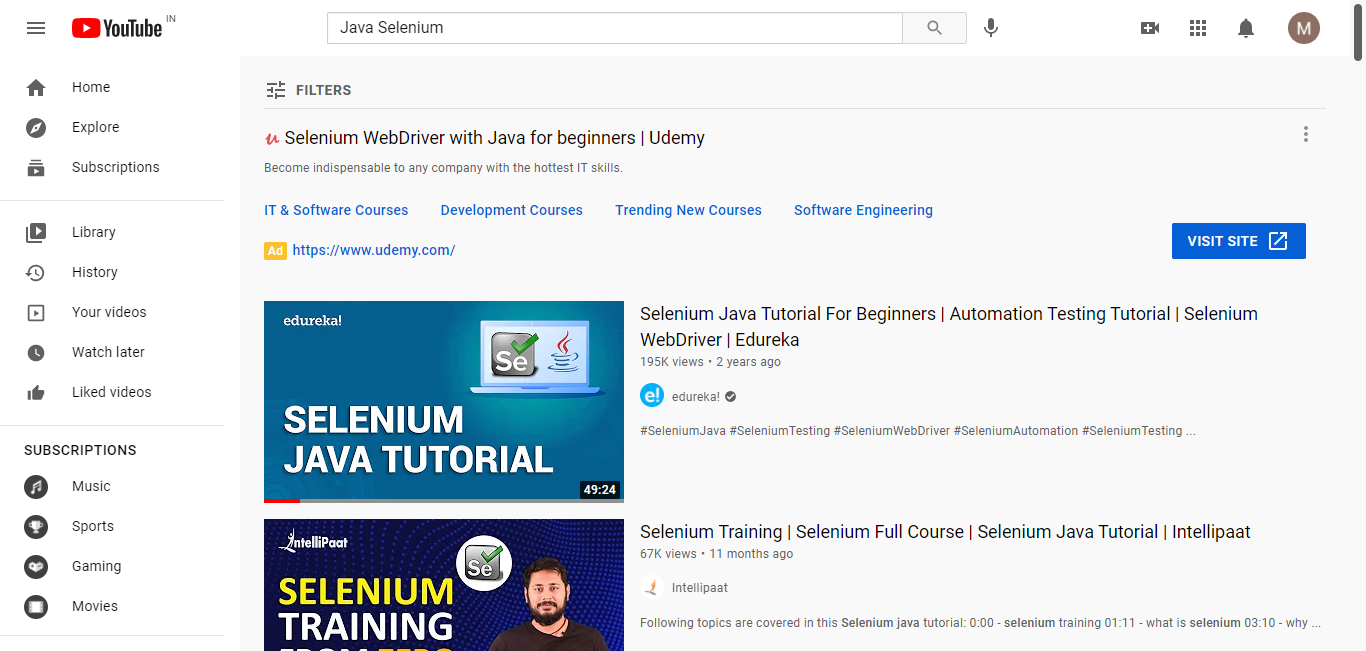 YouTube IN
Java Selenium
M
Home
Explore
Subscriptions
Library
History
Your videos
Watch later
Liked videos
SUBSCRIPTIONS
Music
Sports
Gaming
Movies
FILTERS
u Selenium WebDriver with Java for beginners | Udemy
Become indispensable to any company with the hottest IT skills.
IT & Software Courses Development Courses Trending New Courses Software Engineering
Ad https://www.udemy.com/
VISIT SITE
edureka!
Se
SELENIUM
JAVA TUTORIAL
49:24
Selenium Java Tutorial For Beginners | Automation Testing Tutorial | Selenium
WebDriver | Edureka
195K views • 2 years ago
e! edureka!
#SeleniumJava #SeleniumTesting #SeleniumWebDriver #SeleniumAutomation #SeleniumTesting ...
IntelliPaat
Se
SELENIUM
TRAINING
FROM ZERO
Selenium Training | Selenium Full Course | Selenium Java Tutorial | Intellipaat
67K views • 11 months ago
Intellipaat
Following topics are covered in this Selenium java tutorial: 0:00 - selenium training 01:11 - what is selenium 03:10 - why ...